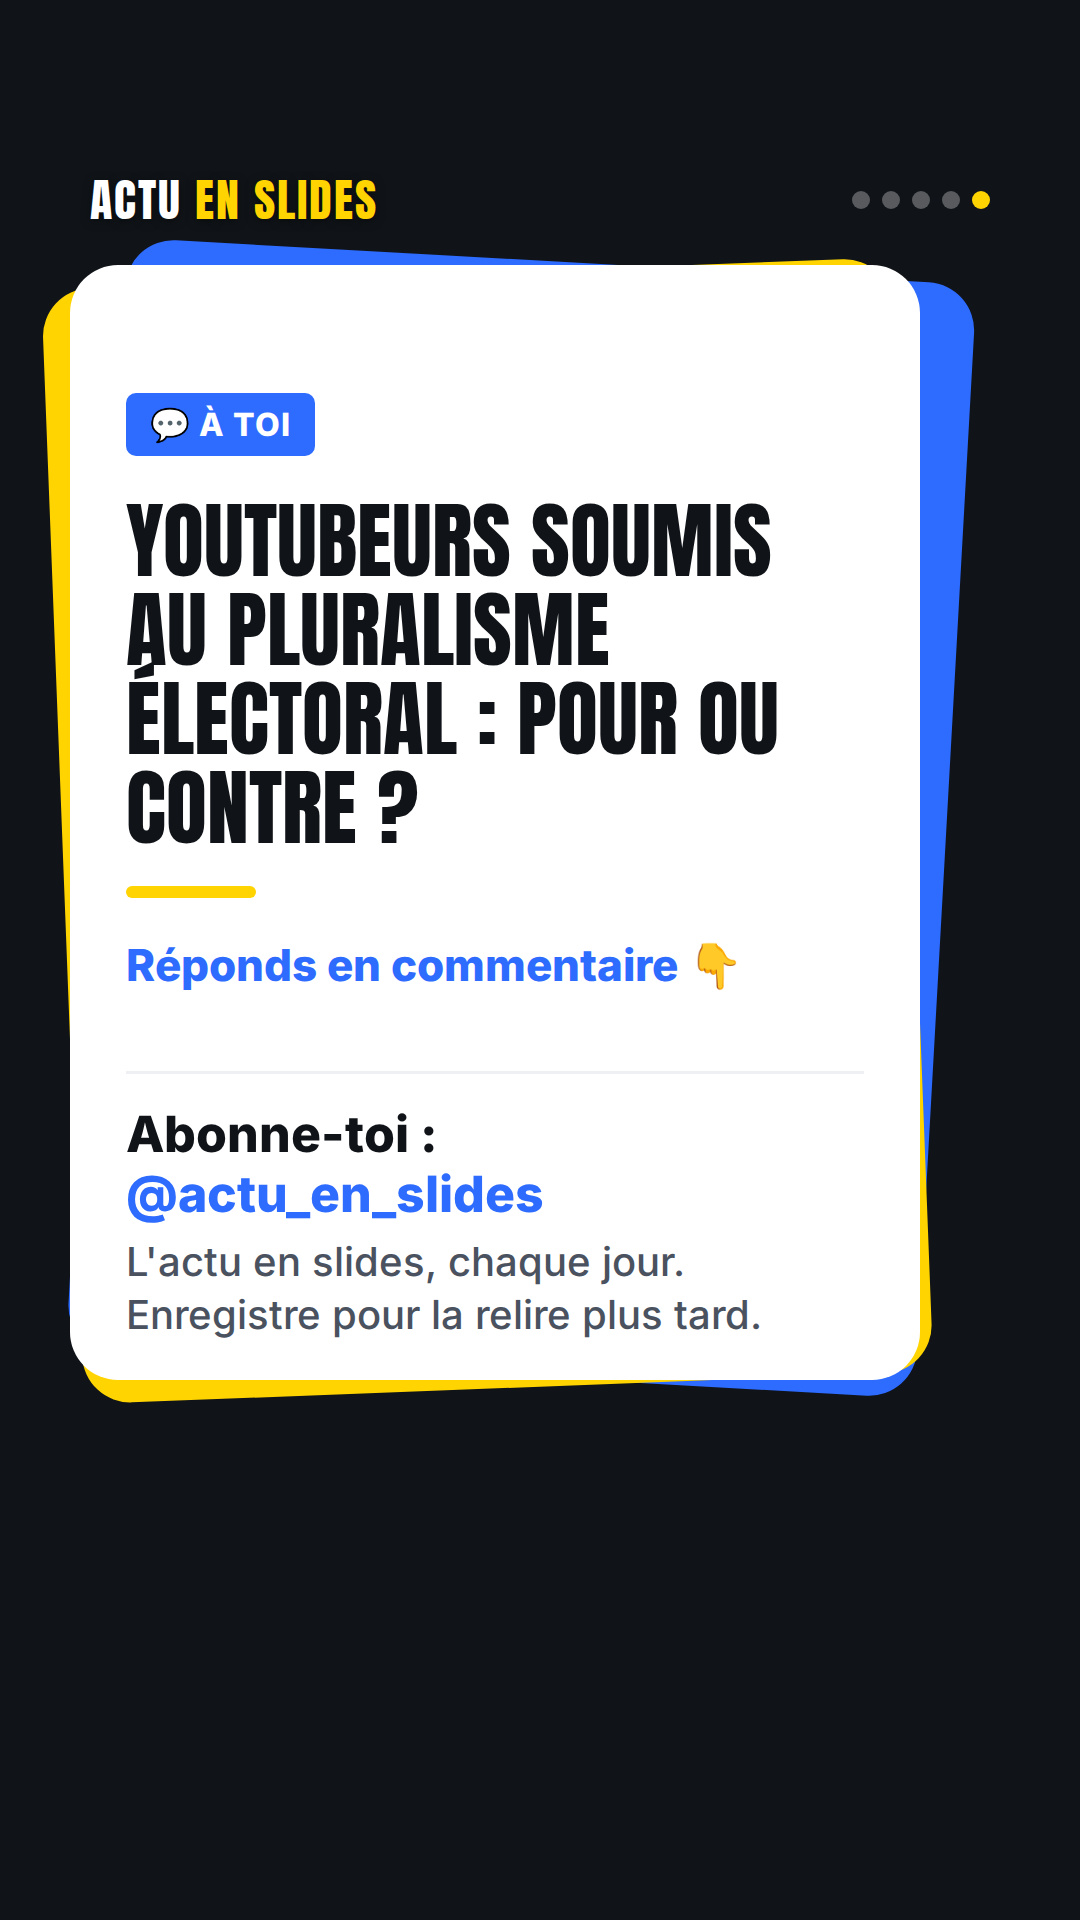 ACTU EN SLIDES
💬 À TOI
YOUTUBEURS SOUMIS
AU PLURALISME
ÉLECTORAL : POUR OU
CONTRE ?
Réponds en commentaire 👇
Abonne-toi :
@actu_en_slides
L'actu en slides, chaque jour.
Enregistre pour la relire plus tard.